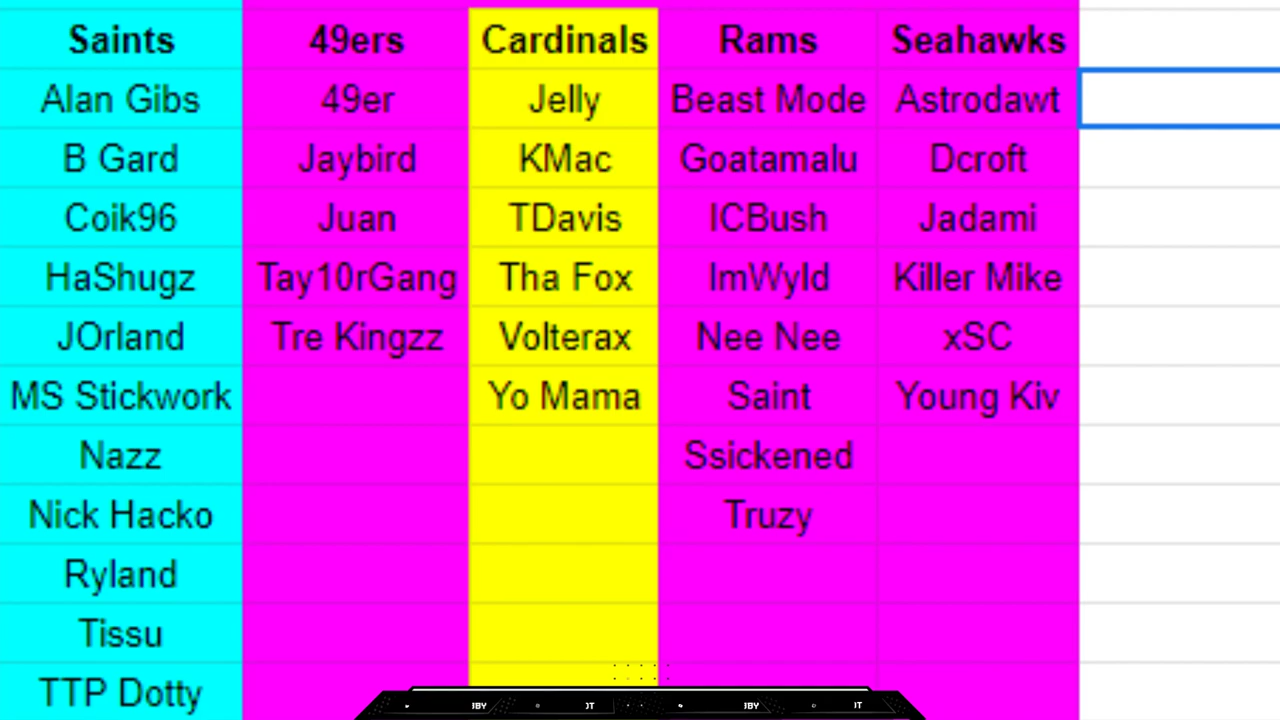 Saints 49ers Cardinals Rams Seahawks
Alan Gibs 49er Jelly Beast Mode Astrodawt
B Gard Jaybird KMac Goatamalu Dcroft
Coik96 Juan TDavis ICBush Jadami
HaShugz Tay10rGang Tha Fox ImWyld Killer Mike
JOrland Tre Kingzz Volterax Nee Nee xSC
MS Stickwork Yo Mama Saint Young Kiv
Nazz Ssickened
Nick Hacko Truzy
Ryland
Tissu
TTP Dotty